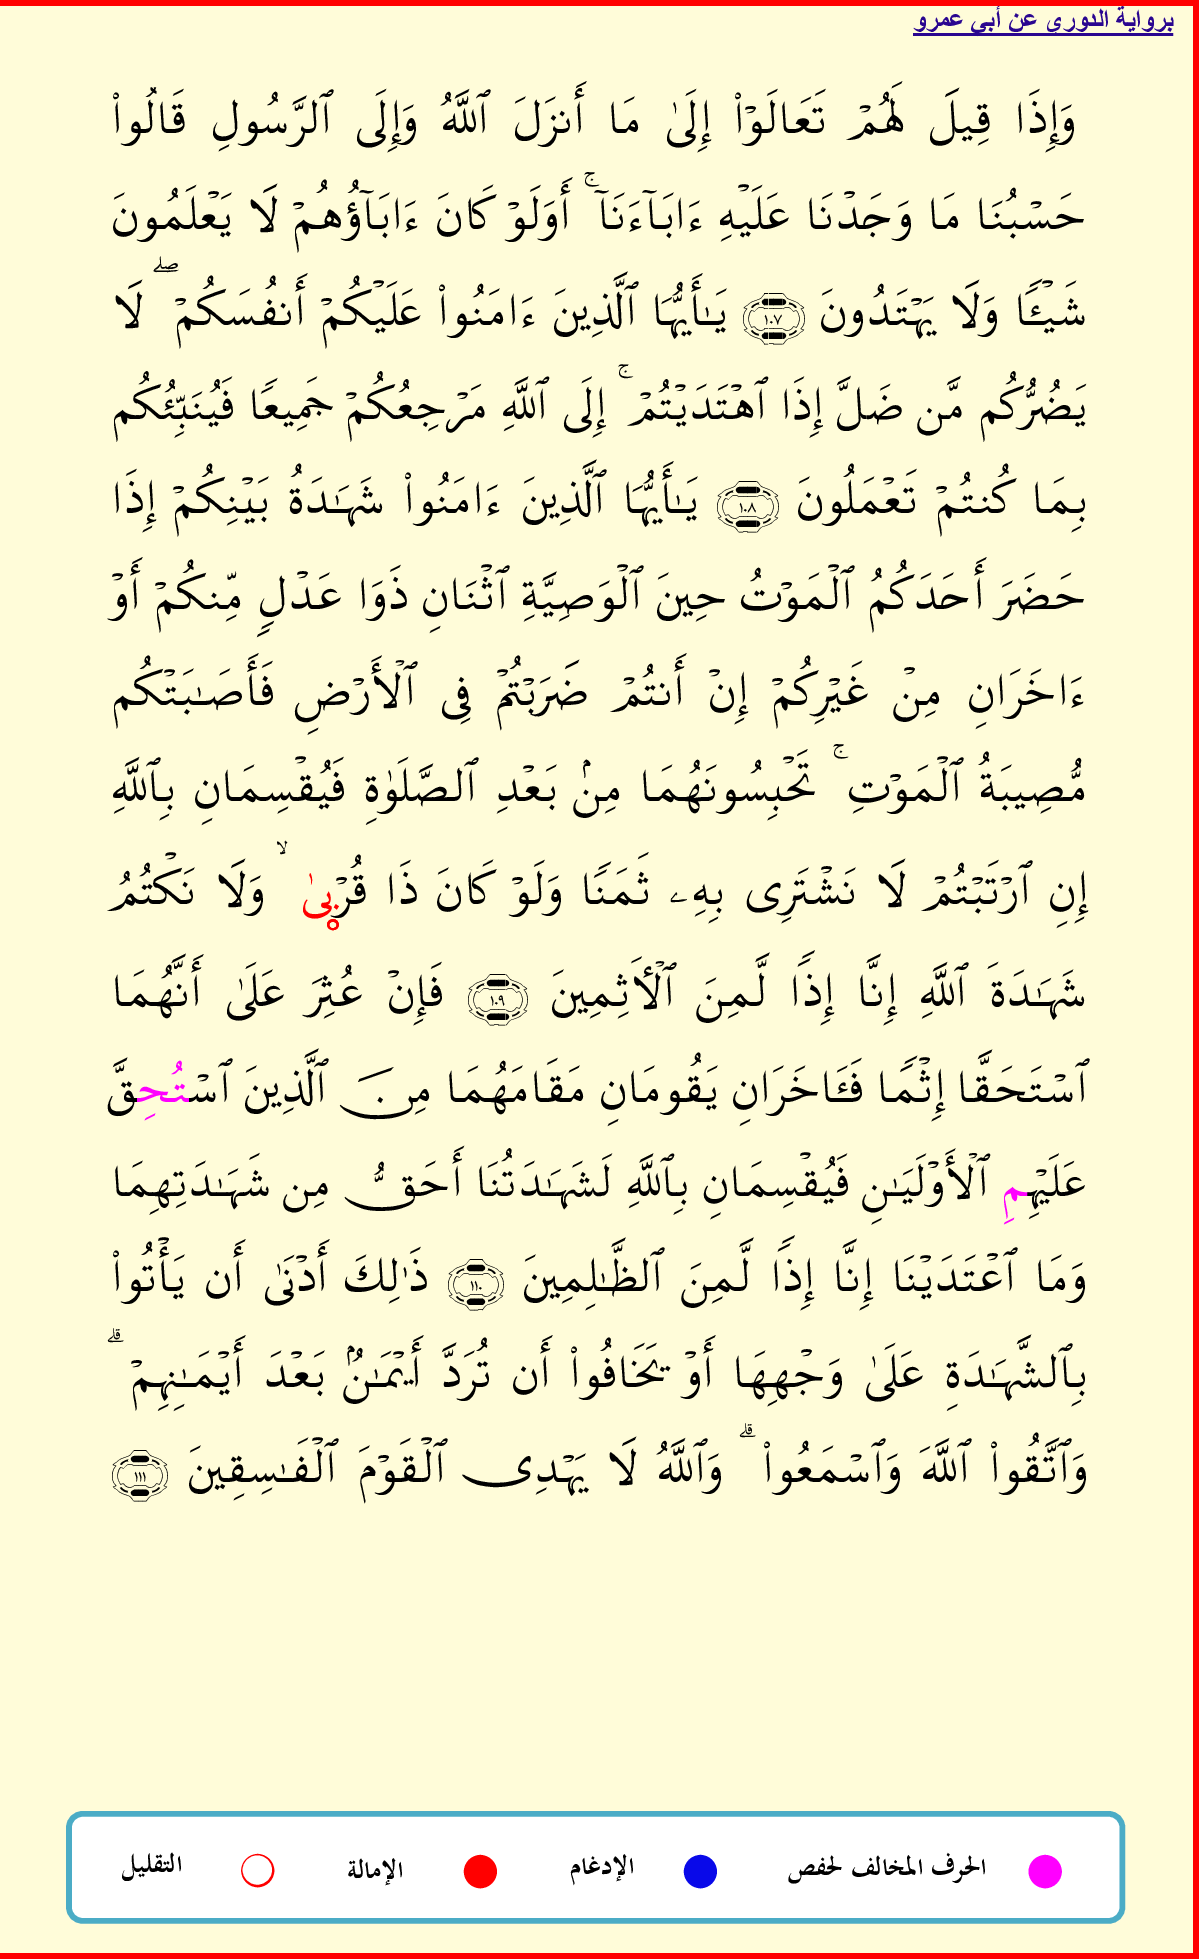 برواية الدوري عن أبي عمرو
وَإِذَا قِيلَ لَهُمۡ تَعَالَوۡاْ إِلَىٰ مَا أَنزَلَ ٱللَّهُ وَإِلَى ٱلرَّسُولِ قَالُواْ
حَسۡبُنَا مَا وَجَدۡنَا عَلَيۡهِ ءَابَآءَنَآۚ أَوَلَوۡ كَانَ ءَابَآؤُهُمۡ لَا يَعۡلَمُونَ
شَيۡـًٔا وَلَا يَهۡتَدُونَ ١٠٧ يَـٰٓأَيُّهَا ٱلَّذِينَ ءَامَنُواْ عَلَيۡكُمۡ أَنفُسَكُمۡۖ لَا
يَضُرُّكُم مَّن ضَلَّ إِذَا ٱهۡتَدَيۡتُمۡۚ إِلَى ٱللَّهِ مَرۡجِعُكُمۡ جَمِيعٗا فَيُنَبِّئُكُم
بِمَا كُنتُمۡ تَعۡمَلُونَ ١٠٨ يَـٰٓأَيُّهَا ٱلَّذِينَ ءَامَنُواْ شَهَـٰدَةُ بَيۡنِكُمۡ إِذَا
حَضَرَ أَحَدَكُمُ ٱلۡمَوۡتُ حِينَ ٱلۡوَصِيَّةِ ٱثۡنَانِ ذَوَا عَدۡلٖ مِّنكُمۡ أَوۡ
ءَاخَرَانِ مِنۡ غَيۡرِكُمۡ إِنۡ أَنتُمۡ ضَرَبۡتُمۡ فِي ٱلۡأَرۡضِ فَأَصَـٰبَتۡكُم
مُّصِيبَةُ ٱلۡمَوۡتِۚ تَحۡبِسُونَهُمَا مِنۢ بَعۡدِ ٱلصَّلَوٰةِ فَيُقۡسِمَانِ بِٱللَّهِ
إِنِ ٱرۡتَبۡتُمۡ لَا نَشۡتَرِي بِهِۦ ثَمَنٗا وَلَوۡ كَانَ ذَا قُرۡبىٰۙ وَلَا نَكۡتُمُ
شَهَـٰدَةَ ٱللَّهِ إِنَّا إِذٗا لَّمِنَ ٱلۡأٓثِمِينَ ١٠٩ فَإِنۡ عُثِرَ عَلَىٰ أَنَّهُمَا
ٱسۡتَحَقَّا إِثۡمٗا فَـَٔاخَرَانِ يَقُومَانِ مَقَامَهُمَا مِنَ ٱلَّذِينَ ٱسۡتُحِقَّ
عَلَيۡهِمِ ٱلۡأَوۡلَيَـٰنِ فَيُقۡسِمَانِ بِٱللَّهِ لَشَهَـٰدَتُنَا أَحَقُّ مِن شَهَـٰدَتِهِمَا
وَمَا ٱعۡتَدَيۡنَا إِنَّا إِذٗا لَّمِنَ ٱلظَّـٰلِمِينَ ١١٠ ذَٰلِكَ أَدۡنَىٰ أَن يَأۡتُواْ
بِٱلشَّهَـٰدَةِ عَلَىٰ وَجۡهِهَا أَوۡ يَخَافُواْ أَن تُرَدَّ أَيۡمَـٰنُۢ بَعۡدَ أَيۡمَـٰنِهِمۡۗ
وَٱتَّقُواْ ٱللَّهَ وَٱسۡمَعُواْۗ وَٱللَّهُ لَا يَهۡدِي ٱلۡقَوۡمَ ٱلۡفَـٰسِقِينَ ١١١
الحرف المخالف لحفص الإدغام الإمالة التقليل